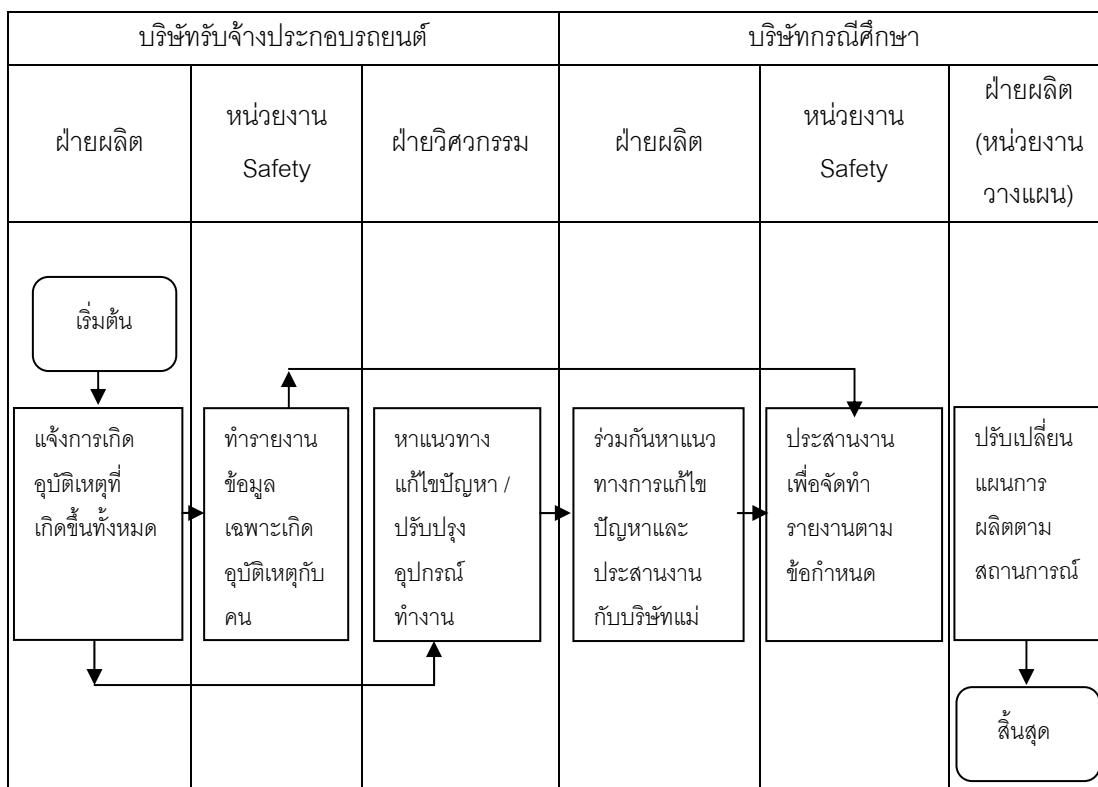 บริษัทรับจ้างประกอบรถยนต์
บริษัทกรณีศึกษา
ฝ่ายผลิต
หน่วยงาน
Safety
ฝ่ายวิศวกรรม
ฝ่ายผลิต
หน่วยงาน
Safety
ฝ่ายผลิต
(หน่วยงาน
วางแผน)
เริ่มต้น
แจ้งการเกิด
อุบัติเหตุที่
เกิดขึ้นทั้งหมด
ทำรายงาน
ข้อมูล
เฉพาะเกิด
อุบัติเหตุกับ
คน
หาแนวทาง
แก้ไขปัญหา /
ปรับปรุง
อุปกรณ์
ทำงาน
ร่วมกันหาแนว
ทางการแก้ไข
ปัญหาและ
ประสานงาน
กับบริษัทแม่
ประสานงาน
เพื่อจัดทำ
รายงานตาม
ข้อกำหนด
ปรับเปลี่ยน
แผนการ
ผลิตตาม
สถานการณ์
สิ้นสุด